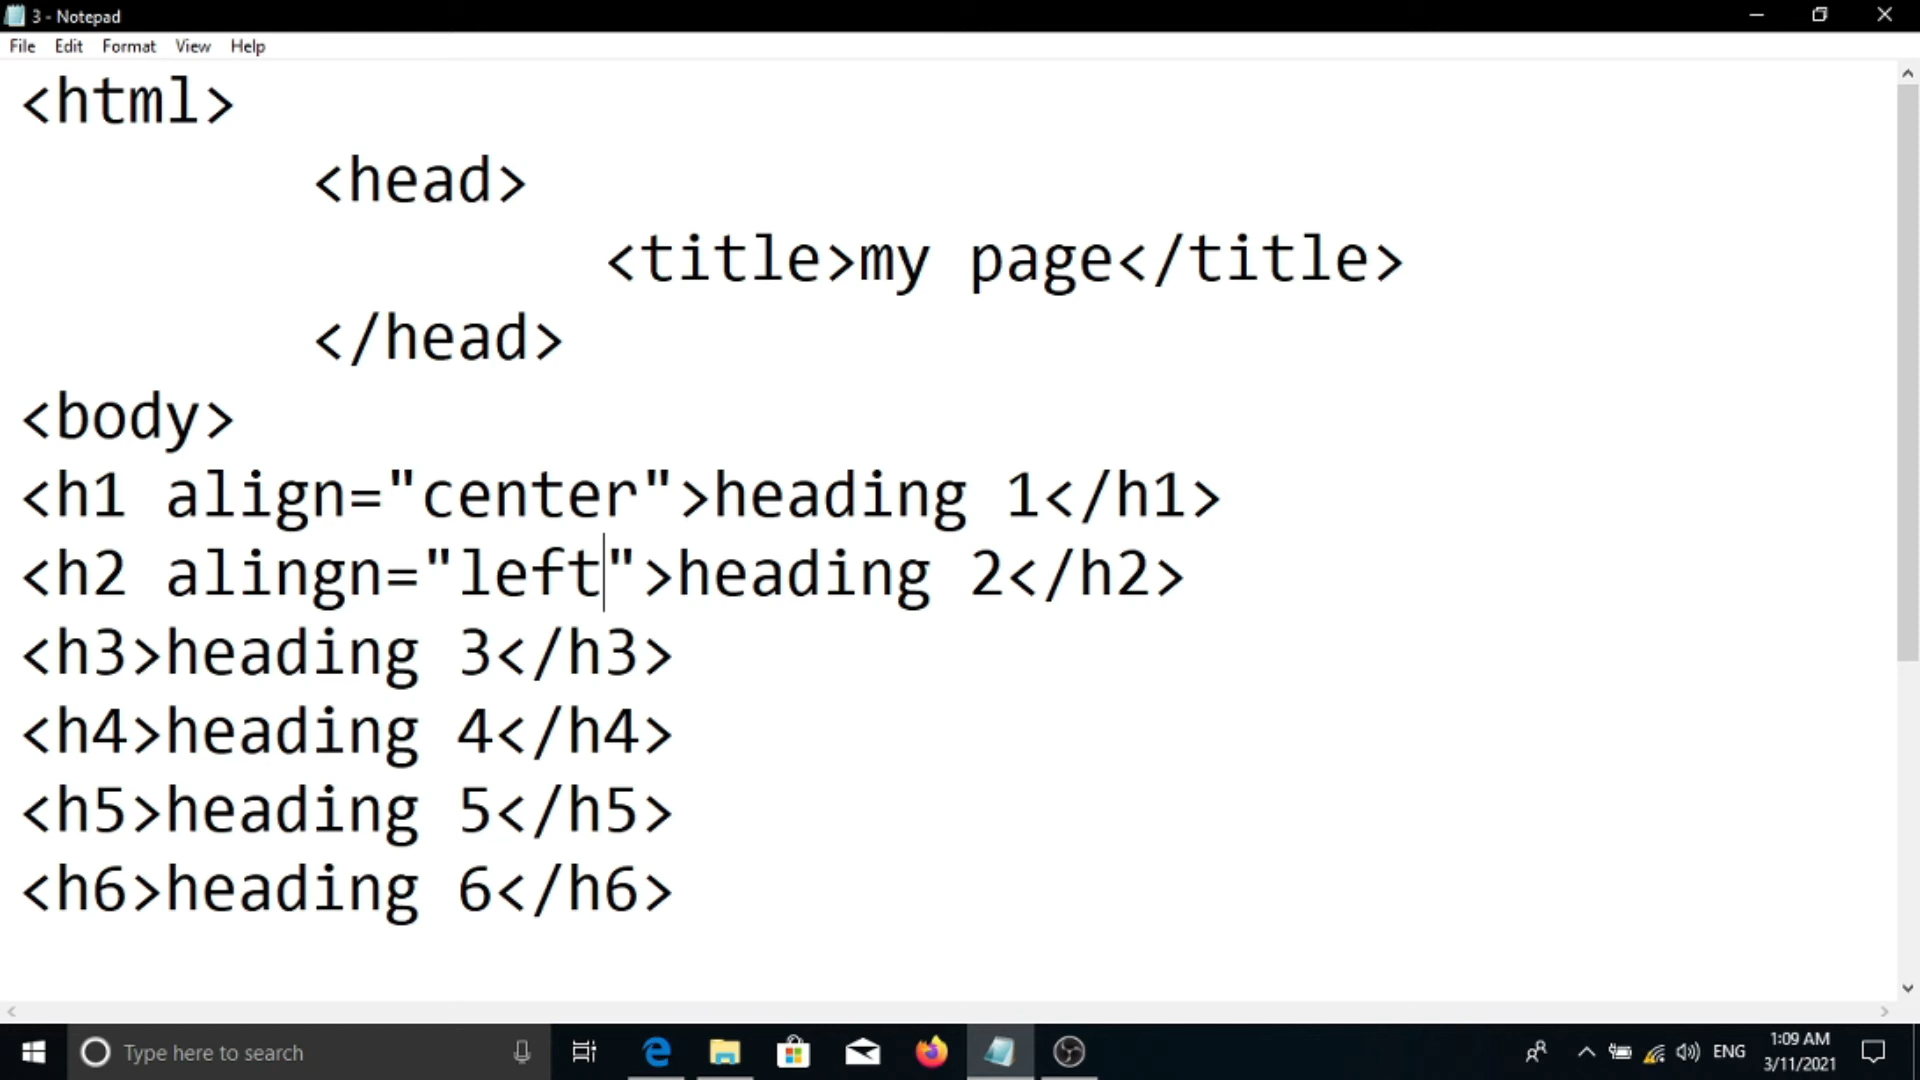 3 - Notepad
File Edit Format View Help
<html>
<head>
<title>my page</title>
</head>
<body>
<h1 align="center">heading 1</h1>
<h2 alingn="left">heading 2</h2>
<h3>heading 3</h3>
<h4>heading 4</h4>
<h5>heading 5</h5>
<h6>heading 6</h6>
Type here to search
ENG
1:09 AM
3/11/2021